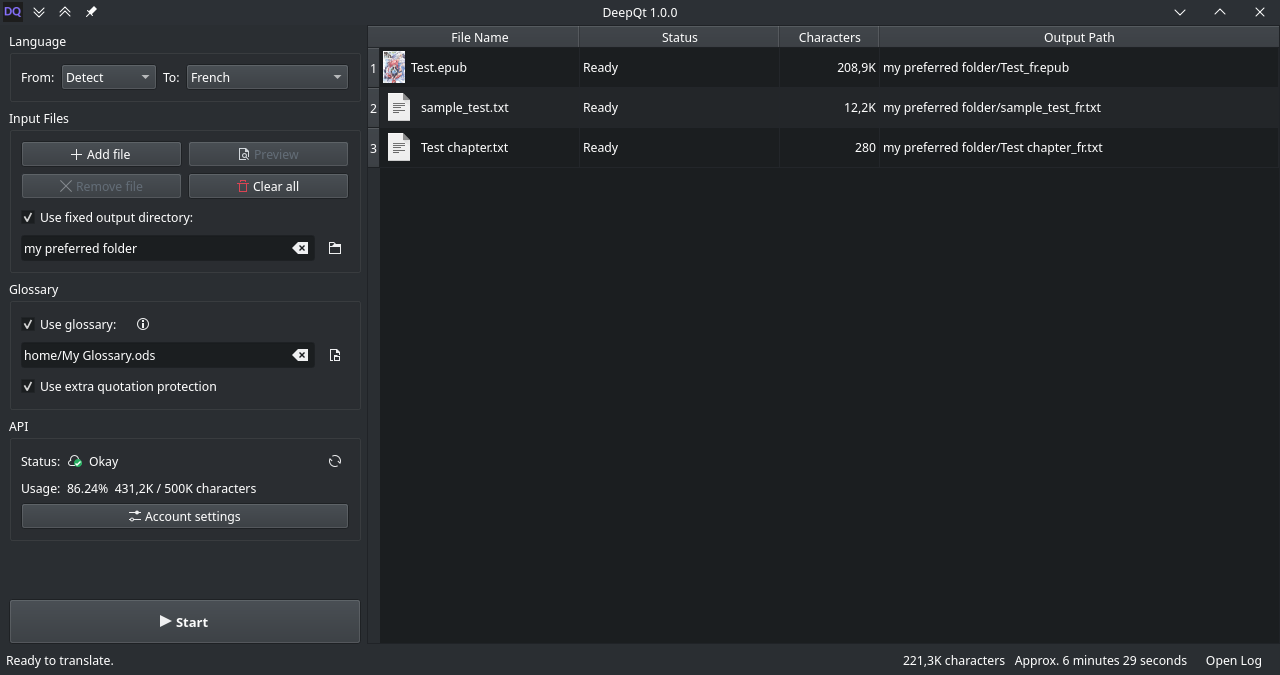 DQ
DeepQt 1.0.0
Language
From: Detect To: French
Input Files
Add file Preview
Remove file Clear all
Use fixed output directory:
my preferred folder
Glossary
Use glossary:
home/My Glossary.ods
Use extra quotation protection
API
Status: Okay
Usage: 86.24% 431,2K / 500K characters
Account settings
Start
File Name Status Characters Output Path
1 Test.epub Ready 208,9K my preferred folder/Test_fr.epub
2 sample_test.txt Ready 12,2K my preferred folder/sample_test_fr.txt
3 Test chapter.txt Ready 280 my preferred folder/Test chapter_fr.txt
Ready to translate. 221,3K characters Approx. 6 minutes 29 seconds Open Log